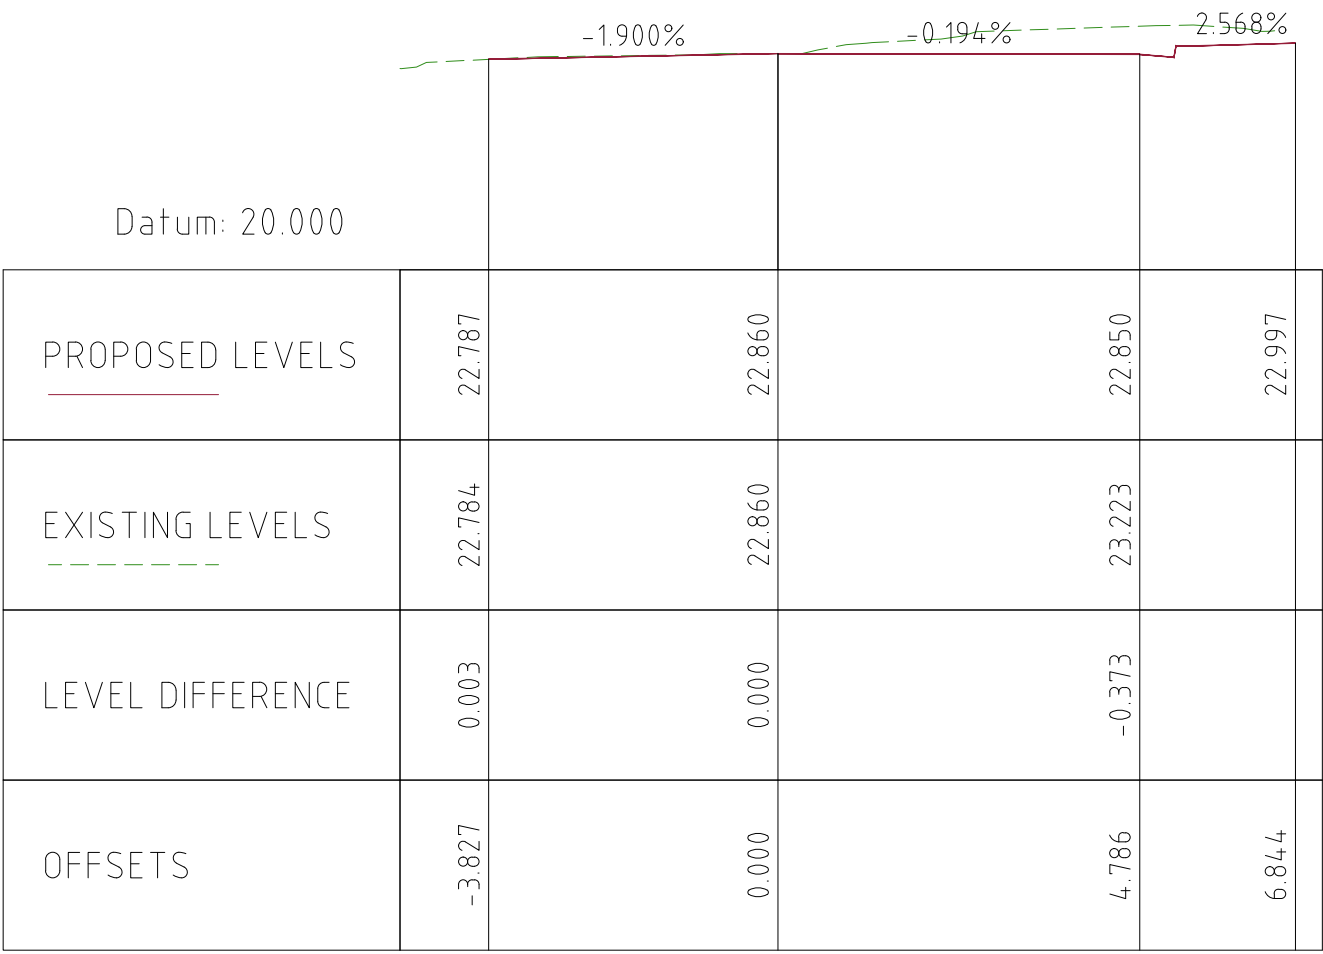 -1.900% -0.194% 2.568%
Datum: 20.000
PROPOSED LEVELS 22.787 22.860 22.850 22.997
EXISTING LEVELS 22.784 22.860 23.223
LEVEL DIFFERENCE 0.003 0.000 -0.373
OFFSETS -3.827 0.000 4.786 6.844